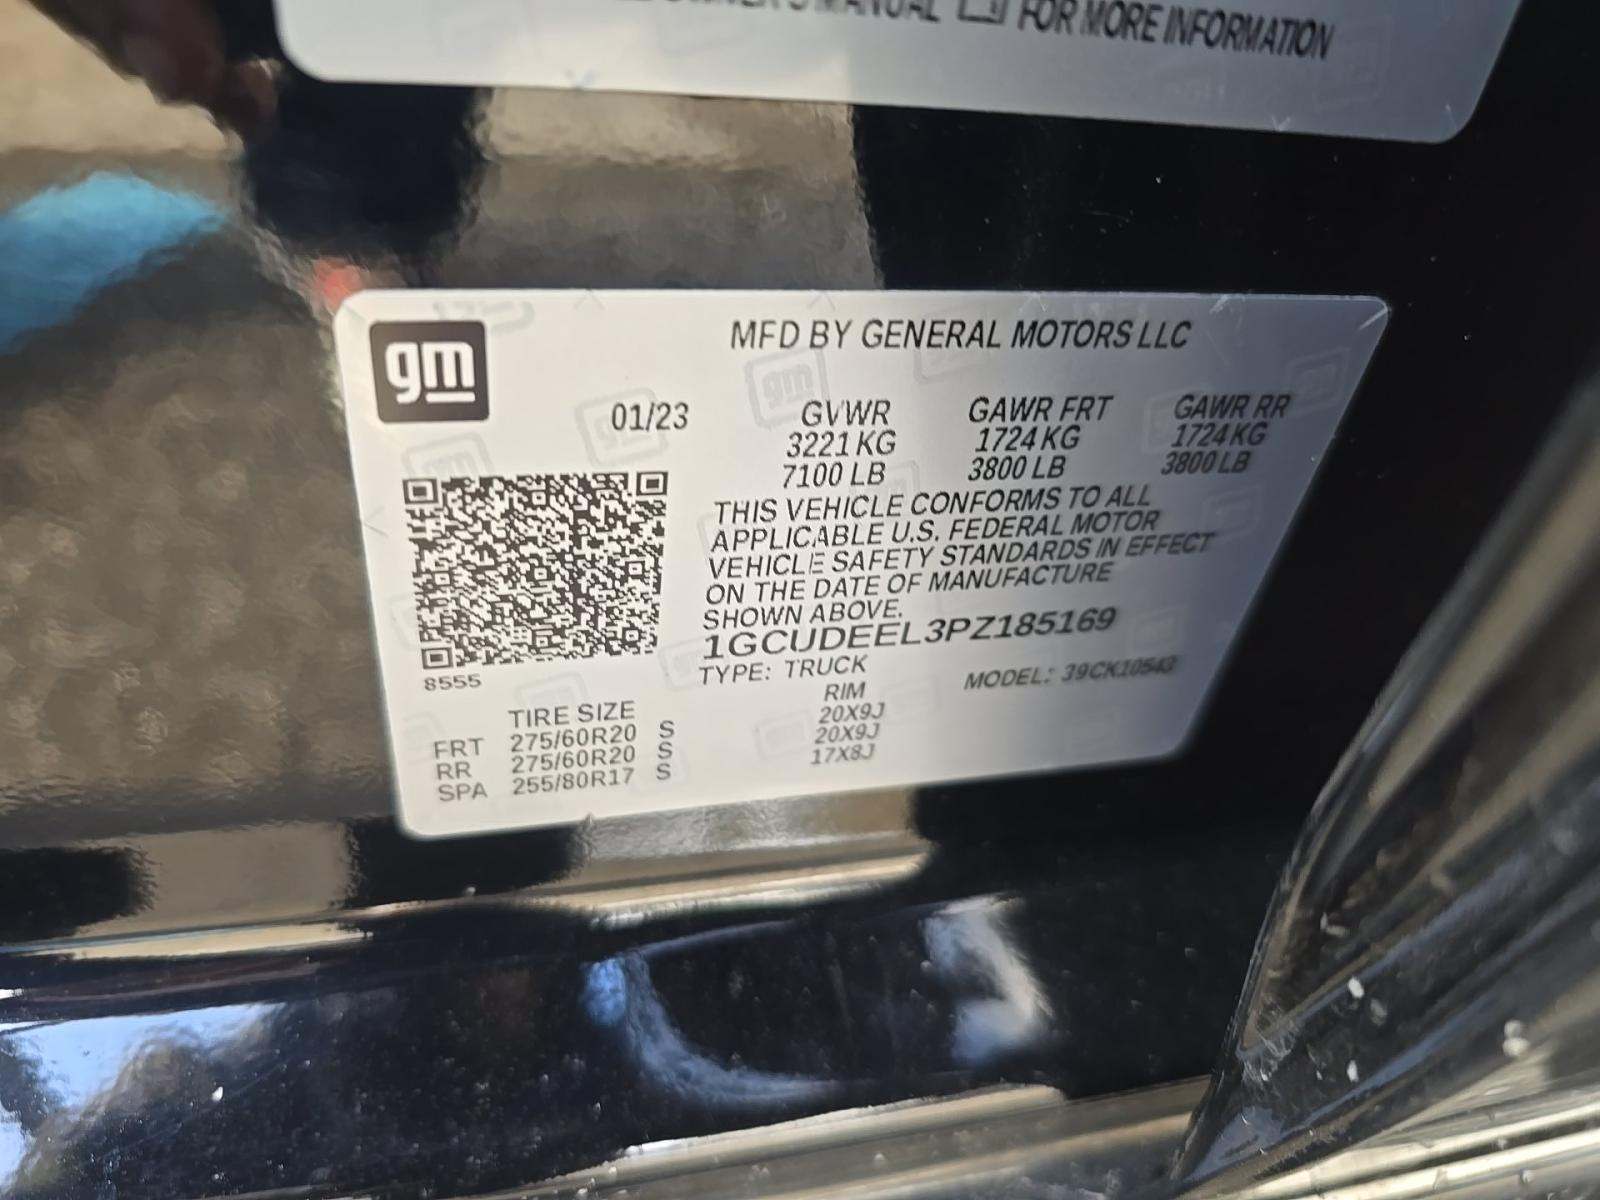 OWNER'S MANUAL FOR MORE INFORMATION
gm
MFD BY GENERAL MOTORS LLC
01/23 GVWR GAWR FRT GAWR RR
3221 KG 1724 KG 1724 KG
7100 LB 3800 LB 3800 LB
THIS VEHICLE CONFORMS TO ALL
APPLICABLE U.S. FEDERAL MOTOR
VEHICLE SAFETY STANDARDS IN EFFECT
ON THE DATE OF MANUFACTURE
SHOWN ABOVE.
1GCUDEEL3PZ185169
TYPE: TRUCK MODEL: 39CK10543
8555
TIRE SIZE RIM
FRT 275/60R20 S 20X9J
RR 275/60R20 S 20X9J
SPA 255/80R17 S 17X8J